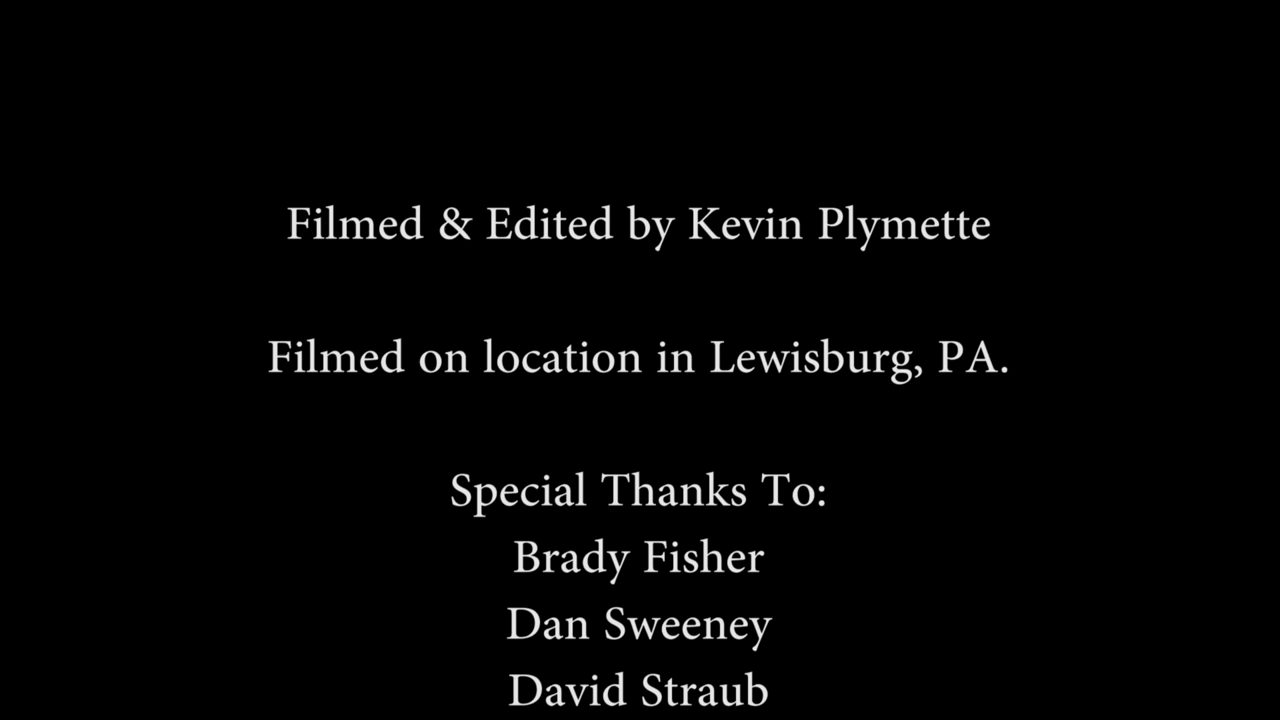 Filmed & Edited by Kevin Plymette
Filmed on location in Lewisburg, PA.
Special Thanks To:
Brady Fisher
Dan Sweeney
David Straub